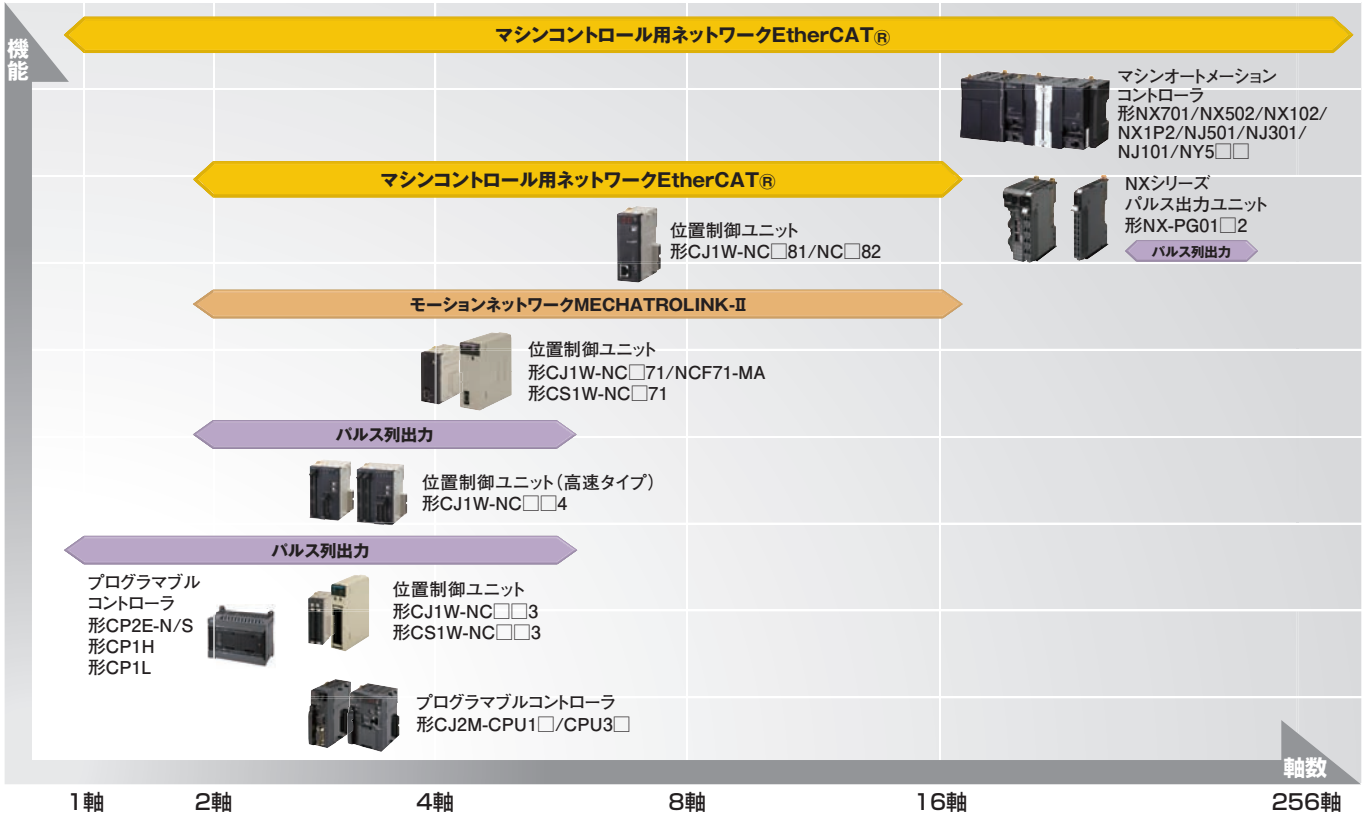 機能
マシンコントロール用ネットワークEtherCAT®
マシンオートメーション
コントローラ
形NX701/NX502/NX102/
NX1P2/NJ501/NJ301/
NJ101/NY5□□
マシンコントロール用ネットワークEtherCAT®
NXシリーズ
パルス出力ユニット
形NX-PG01□2
パルス列出力
位置制御ユニット
形CJ1W-NC□81/NC□82
モーションネットワークMECHATROLINK-Ⅱ
位置制御ユニット
形CJ1W-NC□71/NCF71-MA
形CS1W-NC□71
パルス列出力
位置制御ユニット(高速タイプ)
形CJ1W-NC□□4
パルス列出力
プログラマブル
コントローラ
形CP2E-N/S
形CP1H
形CP1L
位置制御ユニット
形CJ1W-NC□□3
形CS1W-NC□□3
プログラマブルコントローラ
形CJ2M-CPU1□/CPU3□
軸数
1軸
2軸
4軸
8軸
16軸
256軸